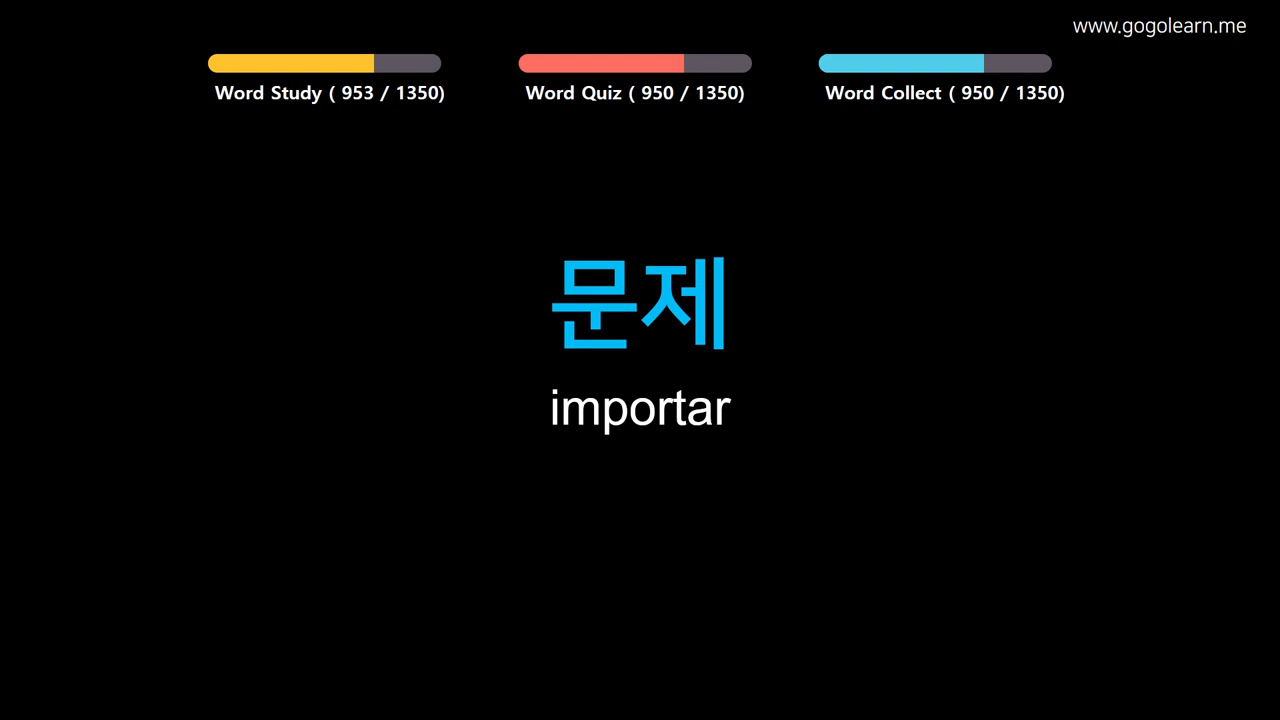 www.gogolearn.me
Word Study ( 953 / 1350)
Word Quiz ( 950 / 1350)
Word Collect ( 950 / 1350)
문제
importar